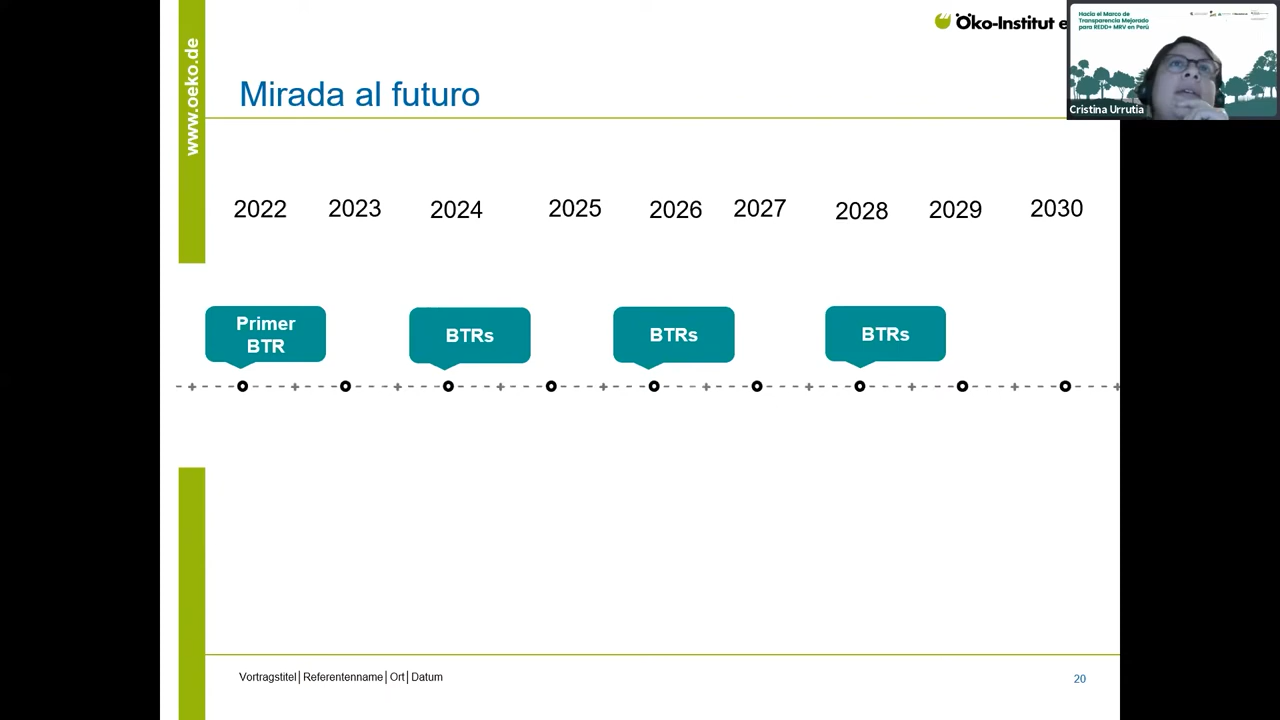 www.oeko.de
Öko-Institut e
Hacia el Marco de
Transparencia Mejorado
para REDD+ MRV en Perú
Cristina Urrutia
Mirada al futuro
2022 2023 2024 2025 2026 2027 2028 2029 2030
Primer
BTR
BTRs
BTRs
BTRs
Vortragstitel|Referentenname|Ort|Datum
20